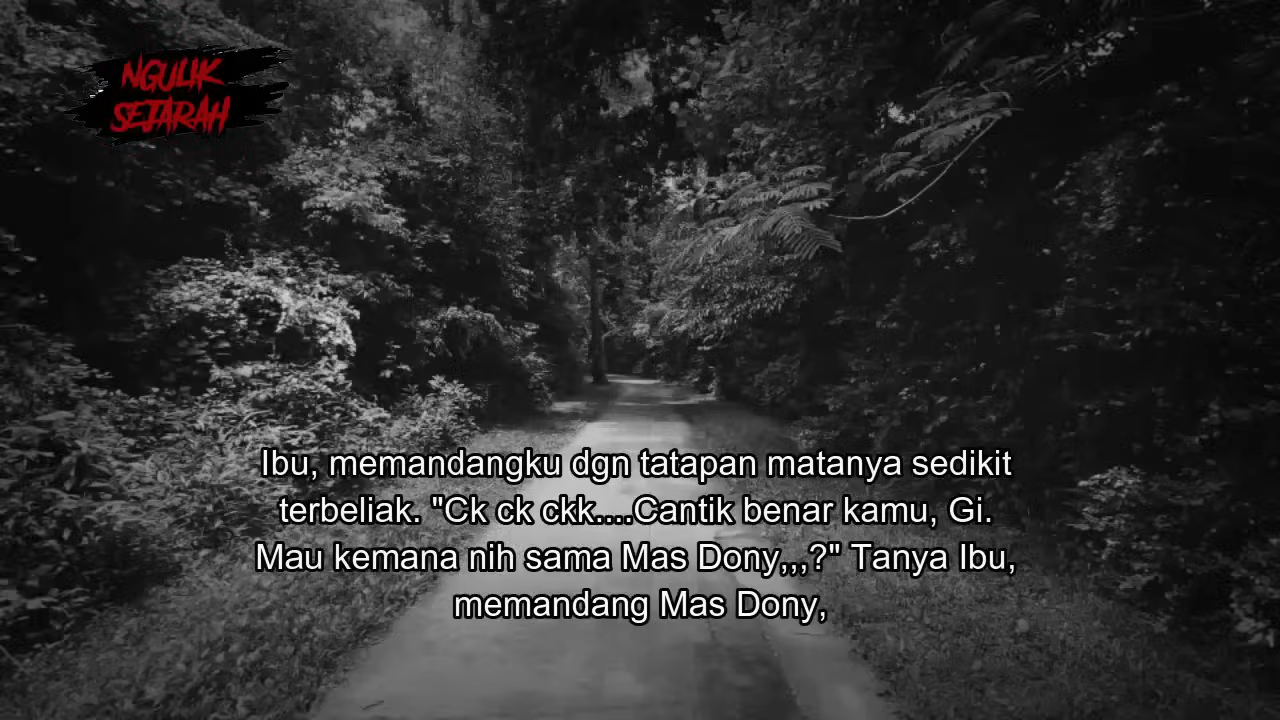 NGULIK
SEJARAH
Ibu, memandangku dgn tatapan matanya sedikit
terbeliak. "Ck ck ckk....Cantik benar kamu, Gi.
Mau kemana nih sama Mas Dony,,,?" Tanya Ibu,
memandang Mas Dony,